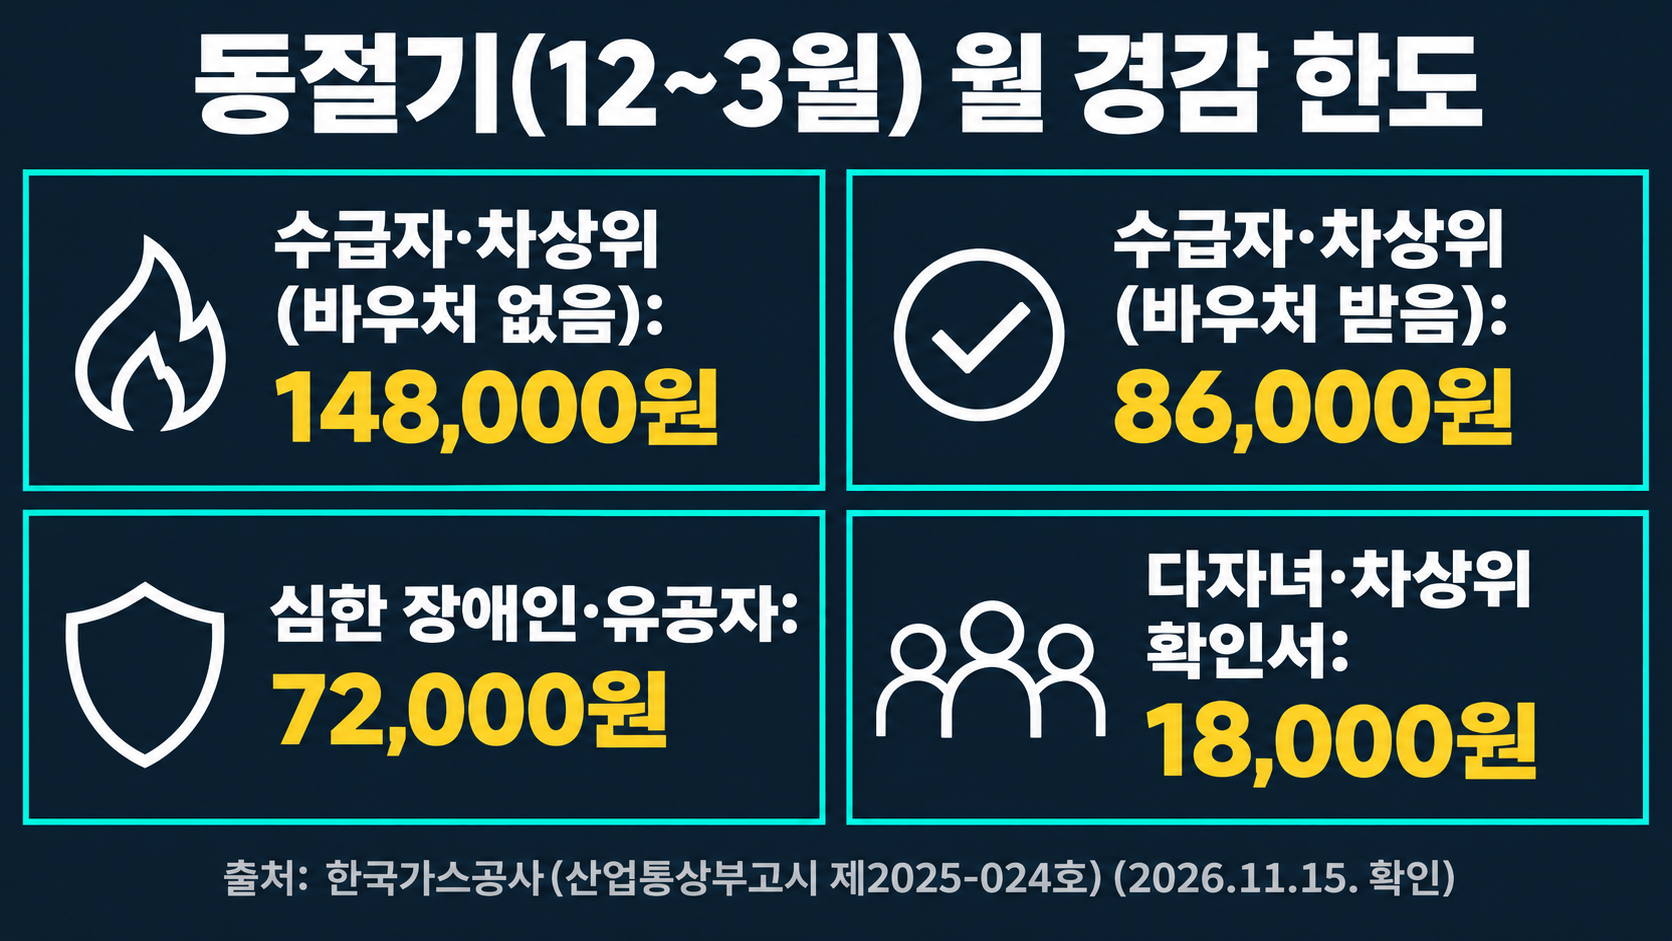 동절기(12~3월) 월 경감 한도
수급자·차상위
(바우처 없음):
148,000원
수급자·차상위
(바우처 받음):
86,000원
심한 장애인·유공자:
72,000원
다자녀·차상위
확인서:
18,000원
출처: 한국가스공사(산업통상부고시 제2025-024호) (2026.11.15. 확인)